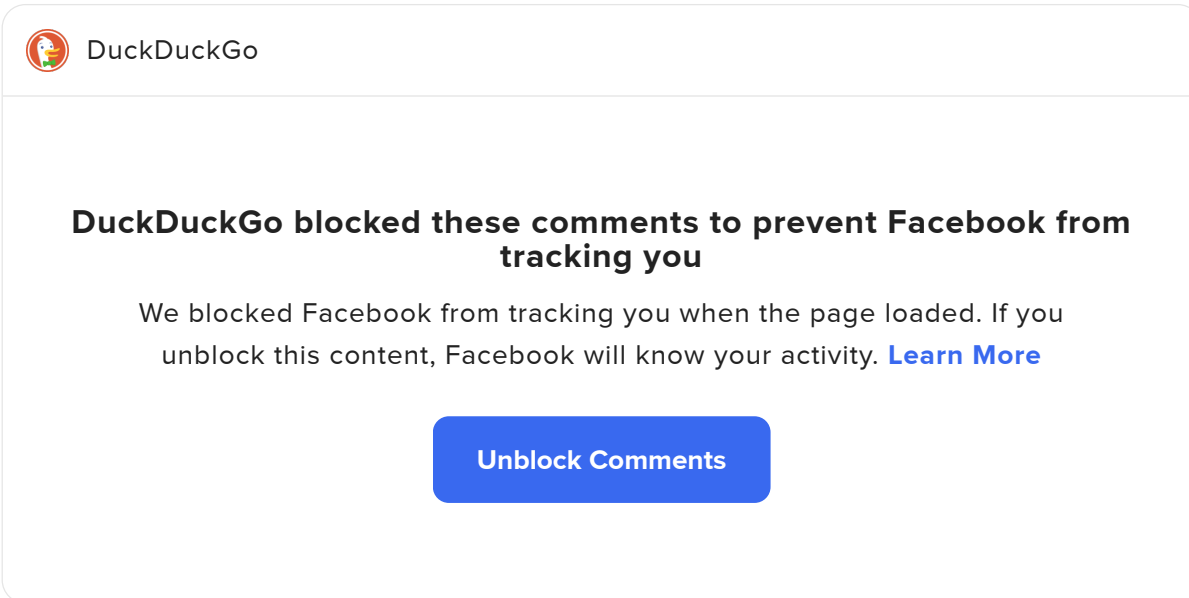 DuckDuckGo
DuckDuckGo blocked these comments to prevent Facebook from
tracking you
We blocked Facebook from tracking you when the page loaded. If you
unblock this content, Facebook will know your activity. Learn More
Unblock Comments